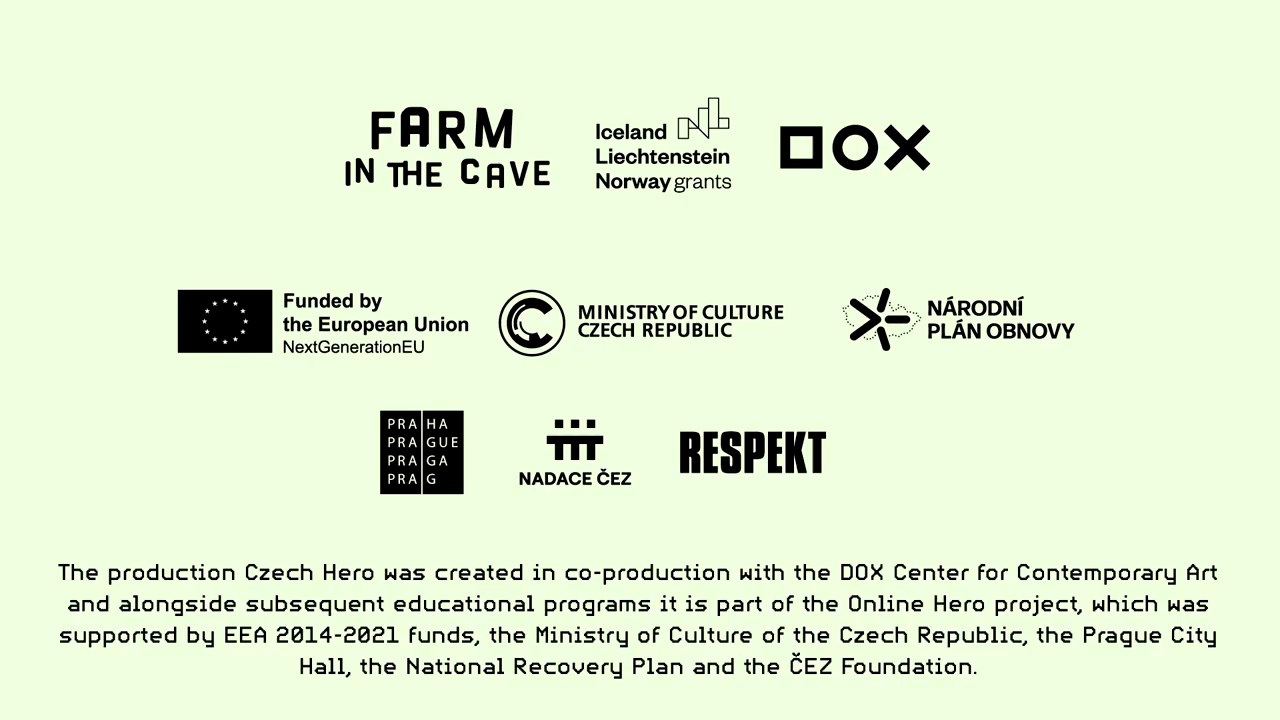 FARM
IN THE CAVE
Iceland
Liechtenstein
Norway grants
DOX
Funded by
the European Union
NextGenerationEU
MINISTRY OF CULTURE
CZECH REPUBLIC
NÁRODNÍ
PLÁN OBNOVY
PRA HA
PRA GUE
PRA GA
PRA G
NADACE ČEZ
RESPEKT
The production Czech Hero was created in co-production with the DOX Center for Contemporary Art
and alongside subsequent educational programs it is part of the Online Hero project, which was
supported by EEA 2014-2021 funds, the Ministry of Culture of the Czech Republic, the Prague City
Hall, the National Recovery Plan and the ČEZ Foundation.